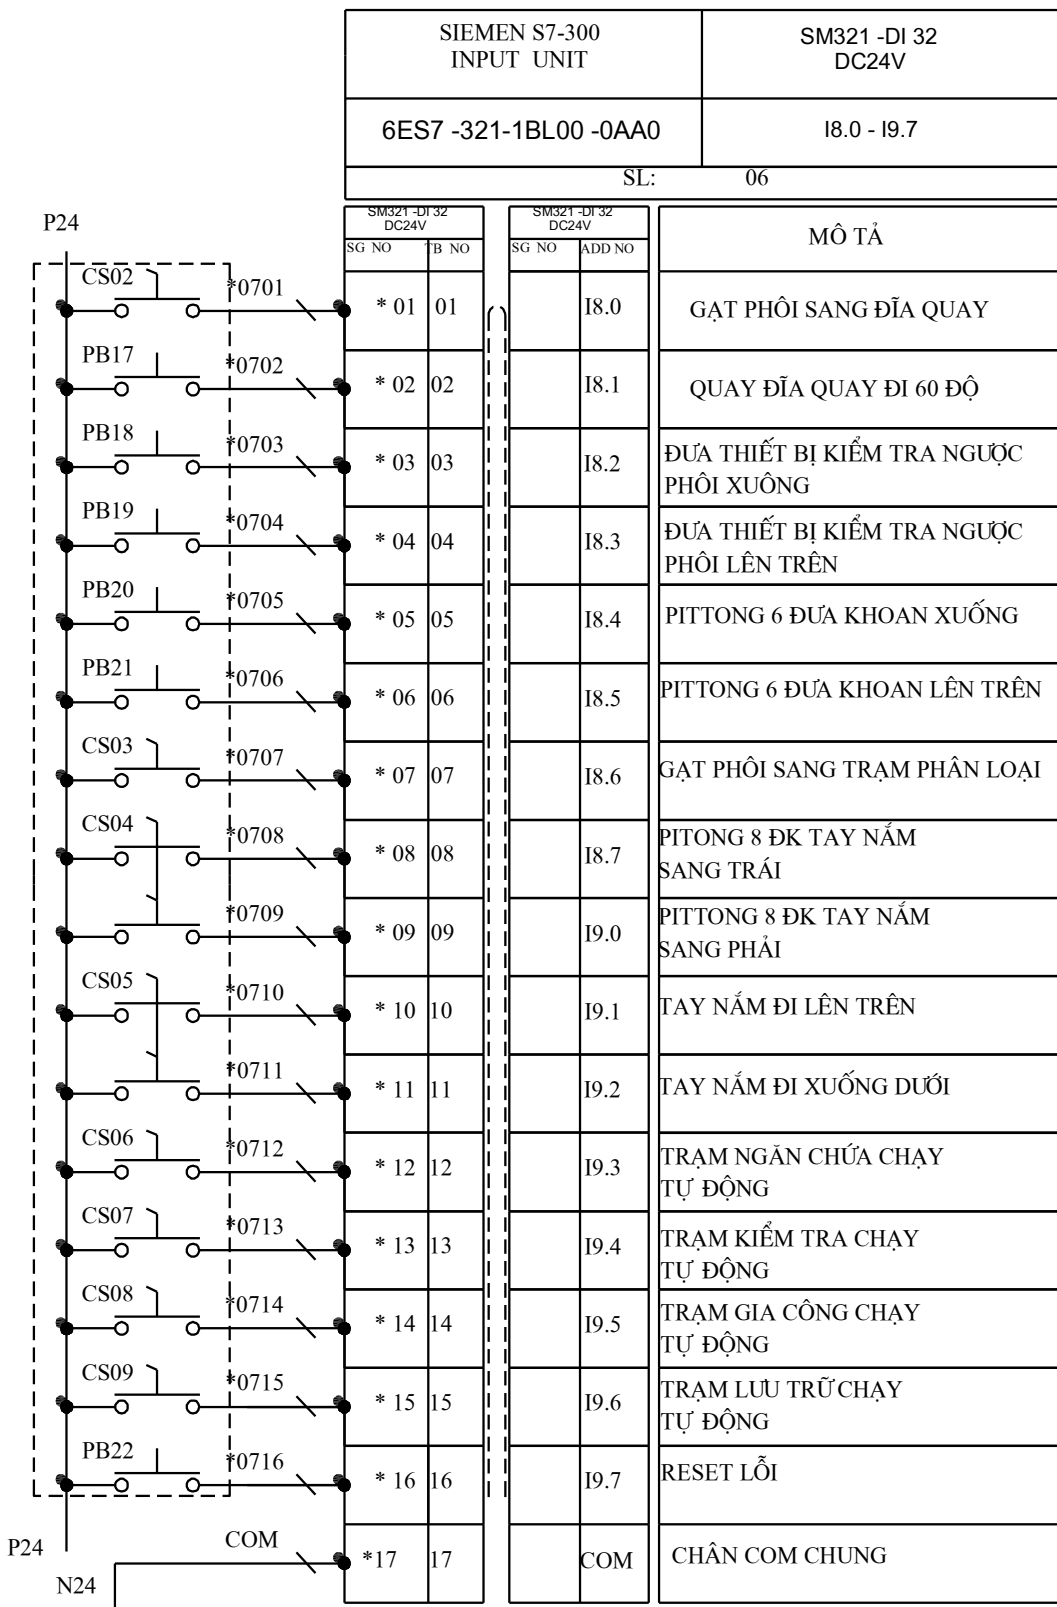 SIEMEN S7-300
INPUT UNIT
SM321 -DI 32
DC24V
6ES7 -321-1BL00 -0AA0
I8.0 - I9.7
SL: 06
P24
SM321 -DI 32
DC24V
SM321 -DI 32
DC24V
MÔ TẢ
SG NO
TB NO
SG NO
ADD NO
CS02 *0701 * 01 01 I8.0 GẠT PHÔI SANG ĐĨA QUAY
PB17 *0702 * 02 02 I8.1 QUAY ĐĨA QUAY ĐI 60 ĐỘ
PB18 *0703 * 03 03 I8.2 ĐƯA THIẾT BỊ KIỂM TRA NGƯỢC
PHÔI XUÔNG
PB19 *0704 * 04 04 I8.3 ĐƯA THIẾT BỊ KIỂM TRA NGƯỢC
PHÔI LÊN TRÊN
PB20 *0705 * 05 05 I8.4 PITTONG 6 ĐƯA KHOAN XUỐNG
PB21 *0706 * 06 06 I8.5 PITTONG 6 ĐƯA KHOAN LÊN TRÊN
CS03 *0707 * 07 07 I8.6 GẠT PHÔI SANG TRẠM PHÂN LOẠI
CS04 *0708 * 08 08 I8.7 PITONG 8 ĐK TAY NẮM
SANG TRÁI
*0709 * 09 09 I9.0 PITTONG 8 ĐK TAY NẮM
SANG PHẢI
CS05 *0710 * 10 10 I9.1 TAY NẮM ĐI LÊN TRÊN
*0711 * 11 11 I9.2 TAY NẮM ĐI XUỐNG DƯỚI
CS06 *0712 * 12 12 I9.3 TRẠM NGĂN CHỨA CHẠY
TỰ ĐỘNG
CS07 *0713 * 13 13 I9.4 TRẠM KIỂM TRA CHẠY
TỰ ĐỘNG
CS08 *0714 * 14 14 I9.5 TRẠM GIA CÔNG CHẠY
TỰ ĐỘNG
CS09 *0715 * 15 15 I9.6 TRẠM LƯU TRỮ CHẠY
TỰ ĐỘNG
PB22 *0716 * 16 16 I9.7 RESET LỖI
P24 COM *17 17 COM CHÂN COM CHUNG
N24